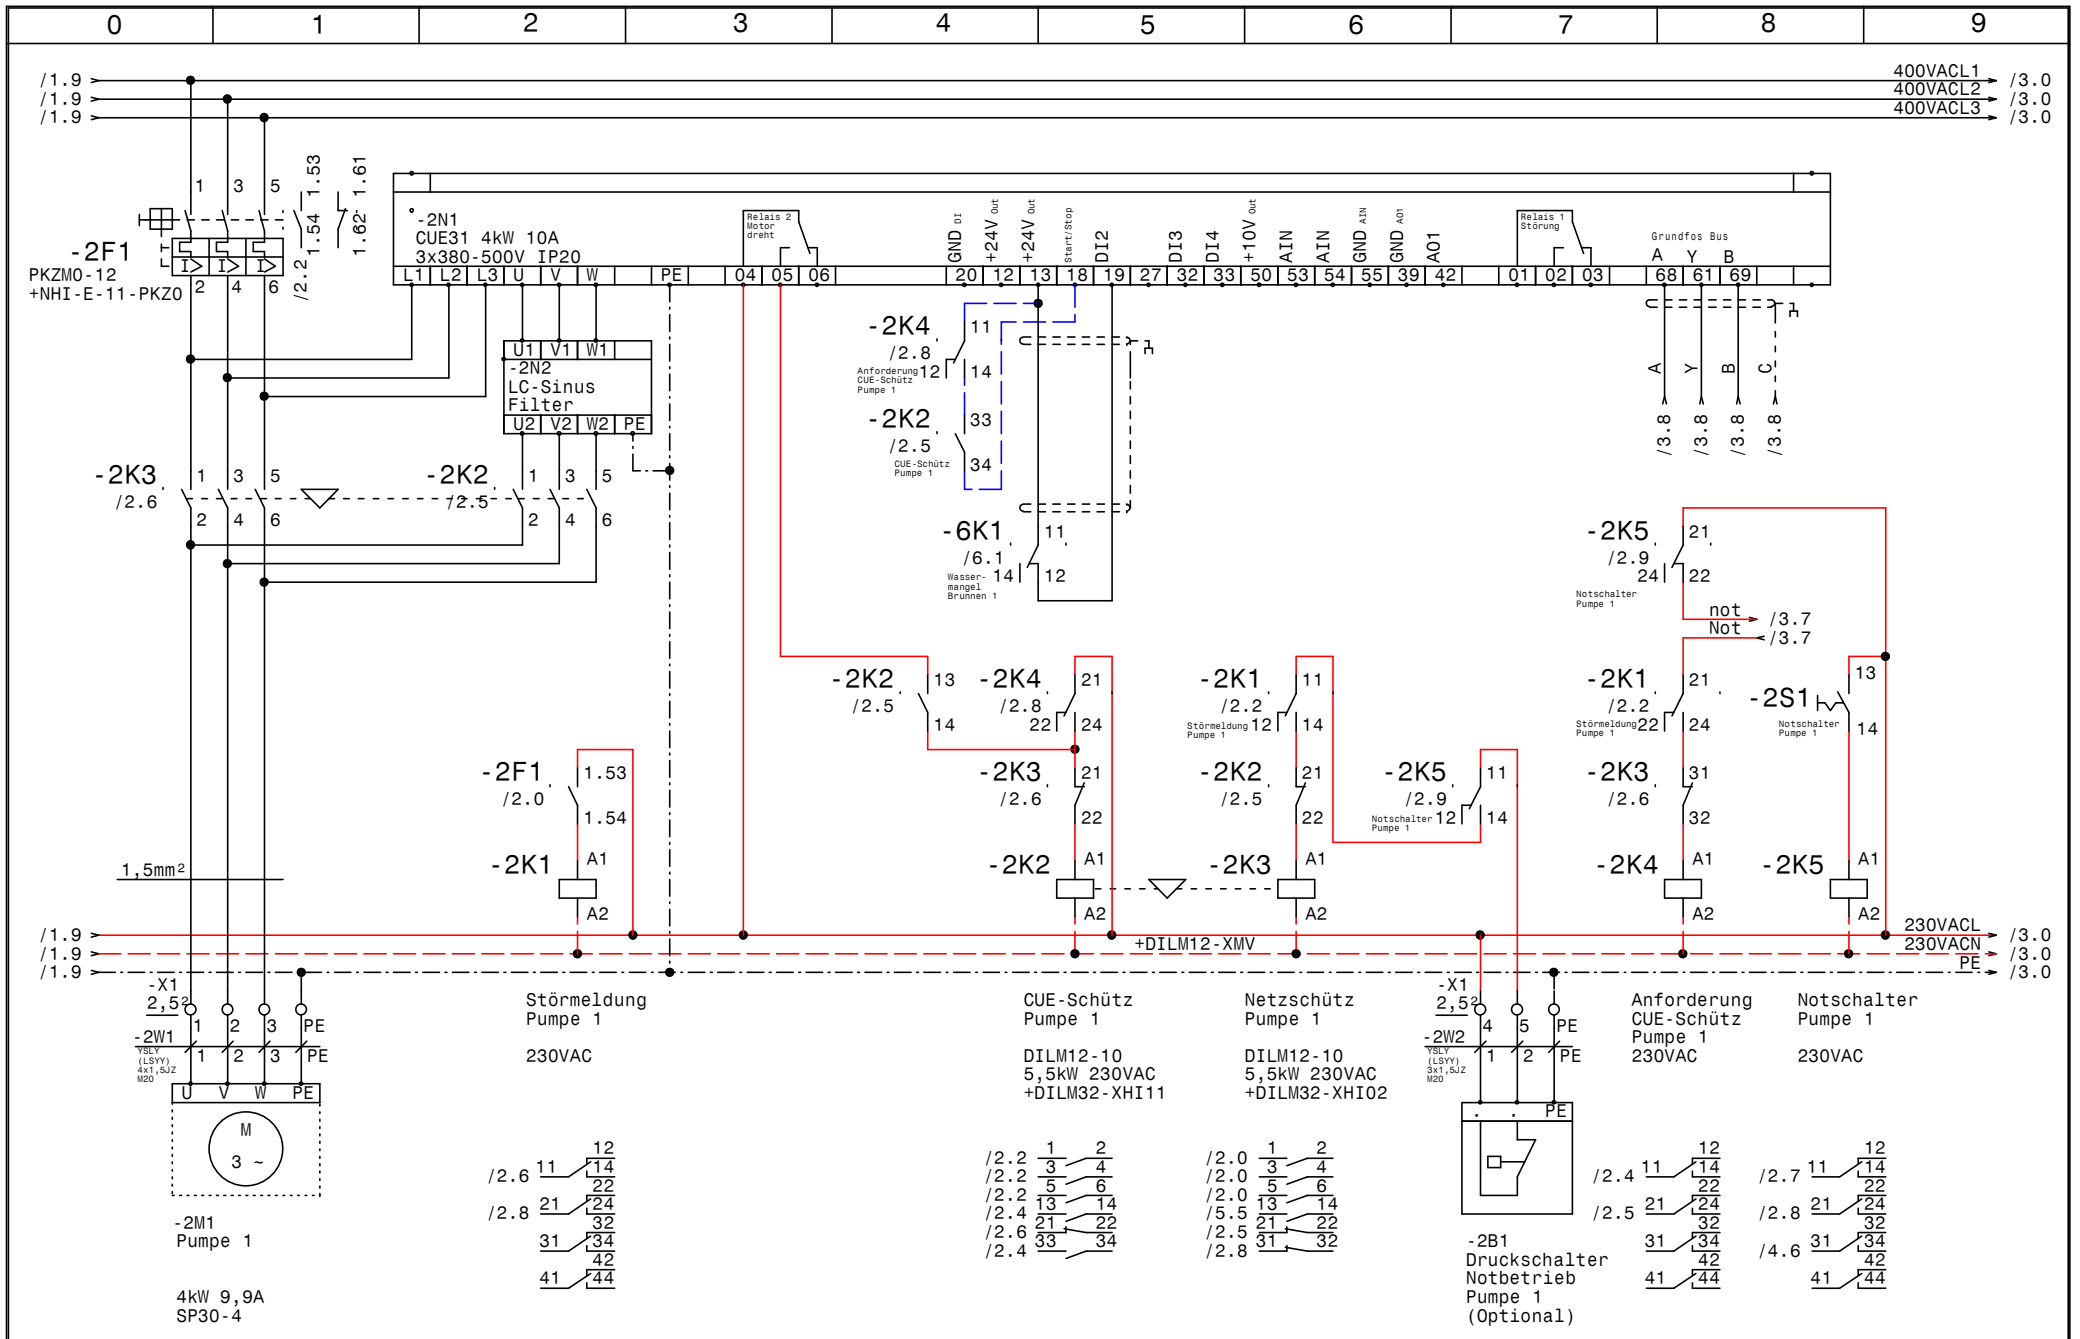 0 1 2 3 4 5 6 7 8 9
/1.9 400VACL1 /3.0
/1.9 400VACL2 /3.0
/1.9 400VACL3 /3.0
1 3 5
1.53
1.54
1.61
1.62
/2.2
-2F1
PKZM0-12
+NHI-E-11-PKZ0
I> I> I>
2 4 6
-2N1
CUE31 4kW 10A
3x380-500V IP20
L1 L2 L3 U V W PE
Relais 2
Motor
dreht
04 05 06
GND DI
+24V Out
+24V Out
Start/Stop
DI2
DI3
DI4
+10V Out
AIN
AIN
GND AIN
GND AO1
AO1
20 12 13 18 19 27 32 33 50 53 54 55 39 42
Relais 1
Störung
01 02 03
Grundfos Bus
A Y B
68 61 69
U1 V1 W1
-2N2
LC-Sinus
Filter
U2 V2 W2 PE
-2K4
/2.8
Anforderung
CUE-Schütz
Pumpe 1
11
12 14
-2K2
/2.5
CUE-Schütz
Pumpe 1
33
34
A Y B C
/3.8 /3.8 /3.8 /3.8
-2K3
/2.6
1 3 5
2 4 6
-2K2
/2.5
1 3 5
2 4 6
-6K1
/6.1
Wasser-
mangel
Brunnen 1
11
14 12
-2K5
/2.9
Notschalter
Pumpe 1
21
24 22
not /3.7
Not /3.7
-2K2
/2.5
13
14
-2K4
/2.8
21
22 24
-2K1
/2.2
Störmeldung
Pumpe 1
11
12 14
-2K1
/2.2
Störmeldung
Pumpe 1
21
22 24
-2S1
Notschalter
Pumpe 1
13
14
-2F1
/2.0
1.53
1.54
-2K3
/2.6
21
22
-2K2
/2.5
21
22
-2K5
/2.9
Notschalter
Pumpe 1
11
12 14
-2K3
/2.6
31
32
1,5mm²
-2K1 A1
A2
-2K2 A1
A2
-2K3 A1
A2
-2K4 A1
A2
-2K5 A1
A2
/1.9 230VACL /3.0
/1.9 +DILM12-XMV 230VACN /3.0
/1.9 PE /3.0
-X1
2,5²
1 2 3 PE
-2W1
YSLY
(LSYY)
4x1,5JZ
M20
1 2 3 PE
U V W PE
M
3 ~
-2M1
Pumpe 1
4kW 9,9A
SP30-4
Störmeldung
Pumpe 1
230VAC
CUE-Schütz
Pumpe 1
DILM12-10
5,5kW 230VAC
+DILM32-XHI11
Netzschütz
Pumpe 1
DILM12-10
5,5kW 230VAC
+DILM32-XHI02
-X1
2,5²
4 5 PE
-2W2
YSLY
(LSYY)
3x1,5JZ
M20
1 2 PE
. . PE
-2B1
Druckschalter
Notbetrieb
Pumpe 1
(Optional)
Anforderung
CUE-Schütz
Pumpe 1
230VAC
Notschalter
Pumpe 1
230VAC
12
/2.6 11 14
22
/2.8 21 24
32
31 34
42
41 44
/2.2 1 2
/2.2 3 4
/2.2 5 6
/2.4 13 14
/2.6 21 22
/2.4 33 34
/2.0 1 2
/2.0 3 4
/2.0 5 6
/5.5 13 14
/2.5 21 22
/2.8 31 32
12
/2.4 11 14
22
/2.5 21 24
32
31 34
42
41 44
12
/2.7 11 14
22
/2.8 21 24
32
/4.6 31 34
42
41 44